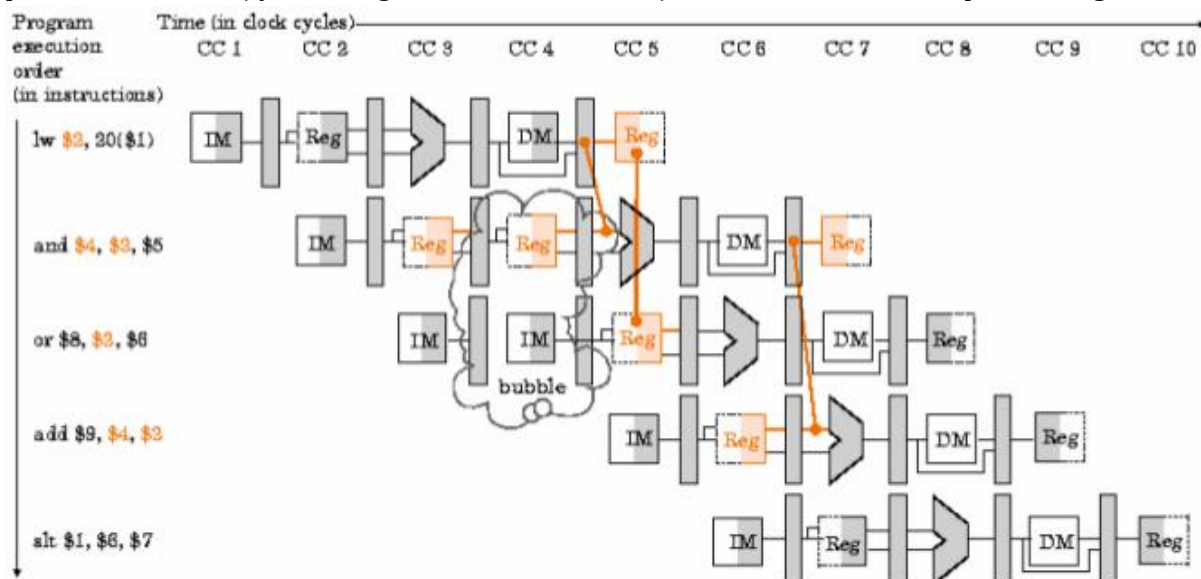 Program
execution
order
(in instructions)
Time (in clock cycles)
CC 1 CC 2 CC 3 CC 4 CC 5 CC 6 CC 7 CC 8 CC 9 CC 10
lw $2, 20($1)
IM Reg DM Reg
and $4, $2, $5
IM Reg Reg DM Reg
or $8, $2, $6
IM IM Reg DM Reg
bubble
add $9, $4, $2
IM Reg DM Reg
slt $1, $6, $7
IM Reg DM Reg